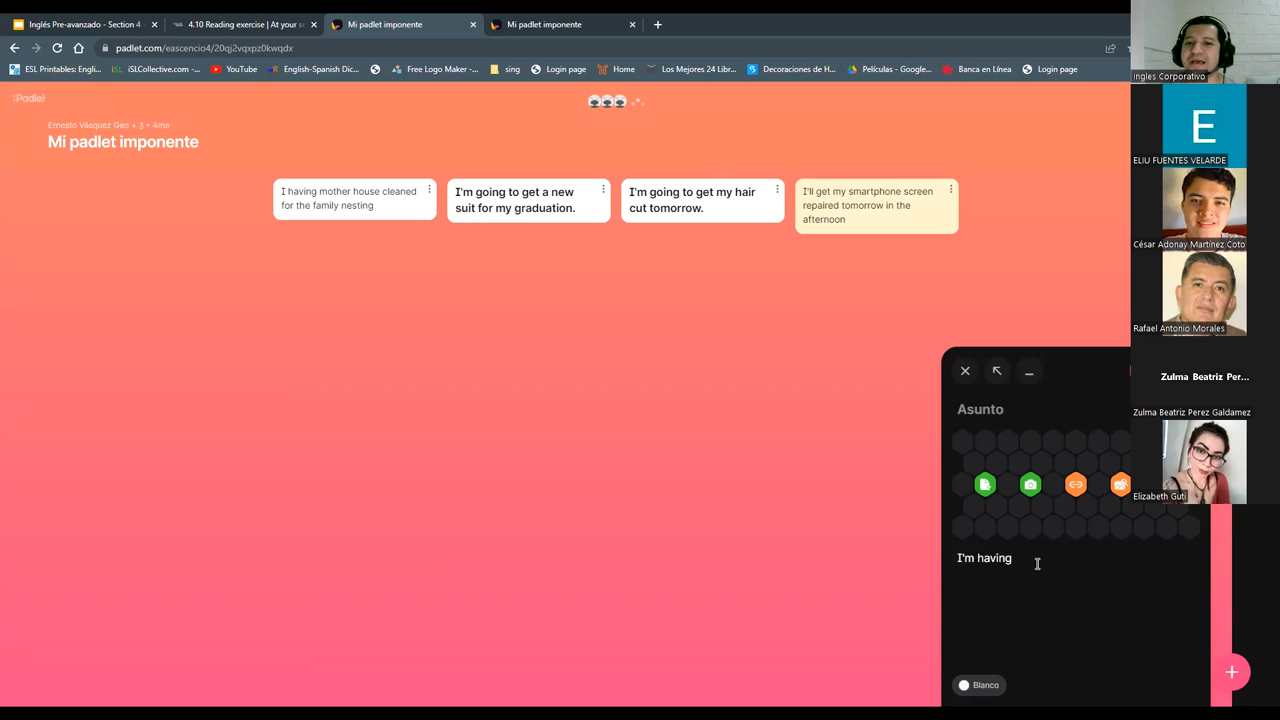 Inglés Pre-avanzado - Section 4
4.10 Reading exercise | At your s
Mi padlet imponente
Mi padlet imponente
padlet.com/eascencio4/20qj2vqxpz0kwqdx
ESL Printables: Engli...
iSLCollective.com -...
YouTube
English-Spanish Dic...
Free Logo Maker -...
sing
Login page
Home
Los Mejores 24 Libr...
Decoraciones de H...
Películas - Google...
Banca en Línea
Login page
:Padlet
Ernesto Vásquez Geo + 3 • 4me
Mi padlet imponente
I having mother house cleaned
for the family nesting
I'm going to get a new
suit for my graduation.
I'm going to get my hair
cut tomorrow.
I'll get my smartphone screen
repaired tomorrow in the
afternoon
Asunto
I'm having
Blanco
Ingles Corporativo
E
ELIU FUENTES VELARDE
César Adonay Martínez Coto
Rafael Antonio Morales
Zulma Beatriz Per...
Zulma Beatriz Perez Galdamez
Elizabeth Guti